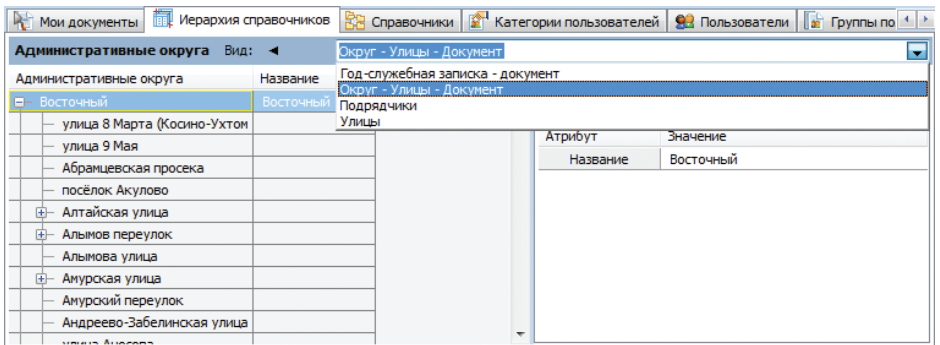 Мои документы Иерархия справочников Справочники Категории пользователей Пользователи Группы по
Административные округа Вид: Округ - Улицы - Документ
Административные округа Название Год-служебная записка - документ
Восточный Восточный Округ - Улицы - Документ
Подрядчики
улица 8 Марта (Косино-Ухтом Улицы
Атрибут Значение
улица 9 Мая
Название Восточный
Абрамцевская просека
посёлок Акулово
Алтайская улица
Алымов переулок
Алымова улица
Амурская улица
Амурский переулок
Андреево-Забелинская улица